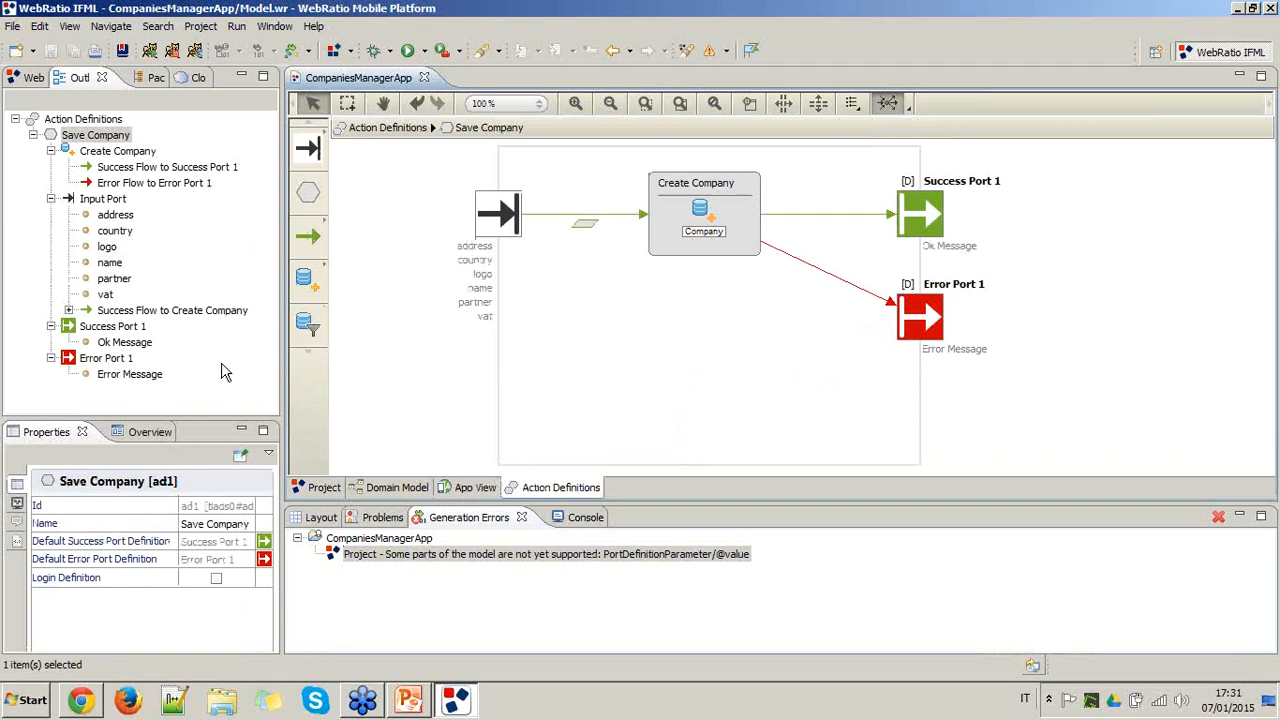 CompaniesManagerApp/Model.wr - WebRatio Mobile Platform
File Edit View Navigate Search Project Run Window Help
100 %
WebRatio IFML
Web Outl Pac Clo
CompaniesManagerApp
Action Definitions Save Company
Action Definitions
Save Company
Create Company
Success Flow to Success Port 1
Error Flow to Error Port 1
Input Port
address
country
logo
name
partner
vat
Success Flow to Create Company
Success Port 1
Ok Message
Error Port 1
Error Message
address
country
logo
name
partner
vat
Create Company
Company
[D] Success Port 1
Ok Message
[D] Error Port 1
Error Message
Project Domain Model App View Action Definitions
Properties Overview
Save Company [ad1]
Id ad1
Name Save Company
Default Success Port Definition Success Port 1
Default Error Port Definition Error Port 1
Login Definition
Layout Problems Generation Errors Console
CompaniesManagerApp
Project - Some parts of the model are not yet supported: PortDefinitionParameter/@value
1 item(s) selected
Start
IT
17:31
07/01/2015